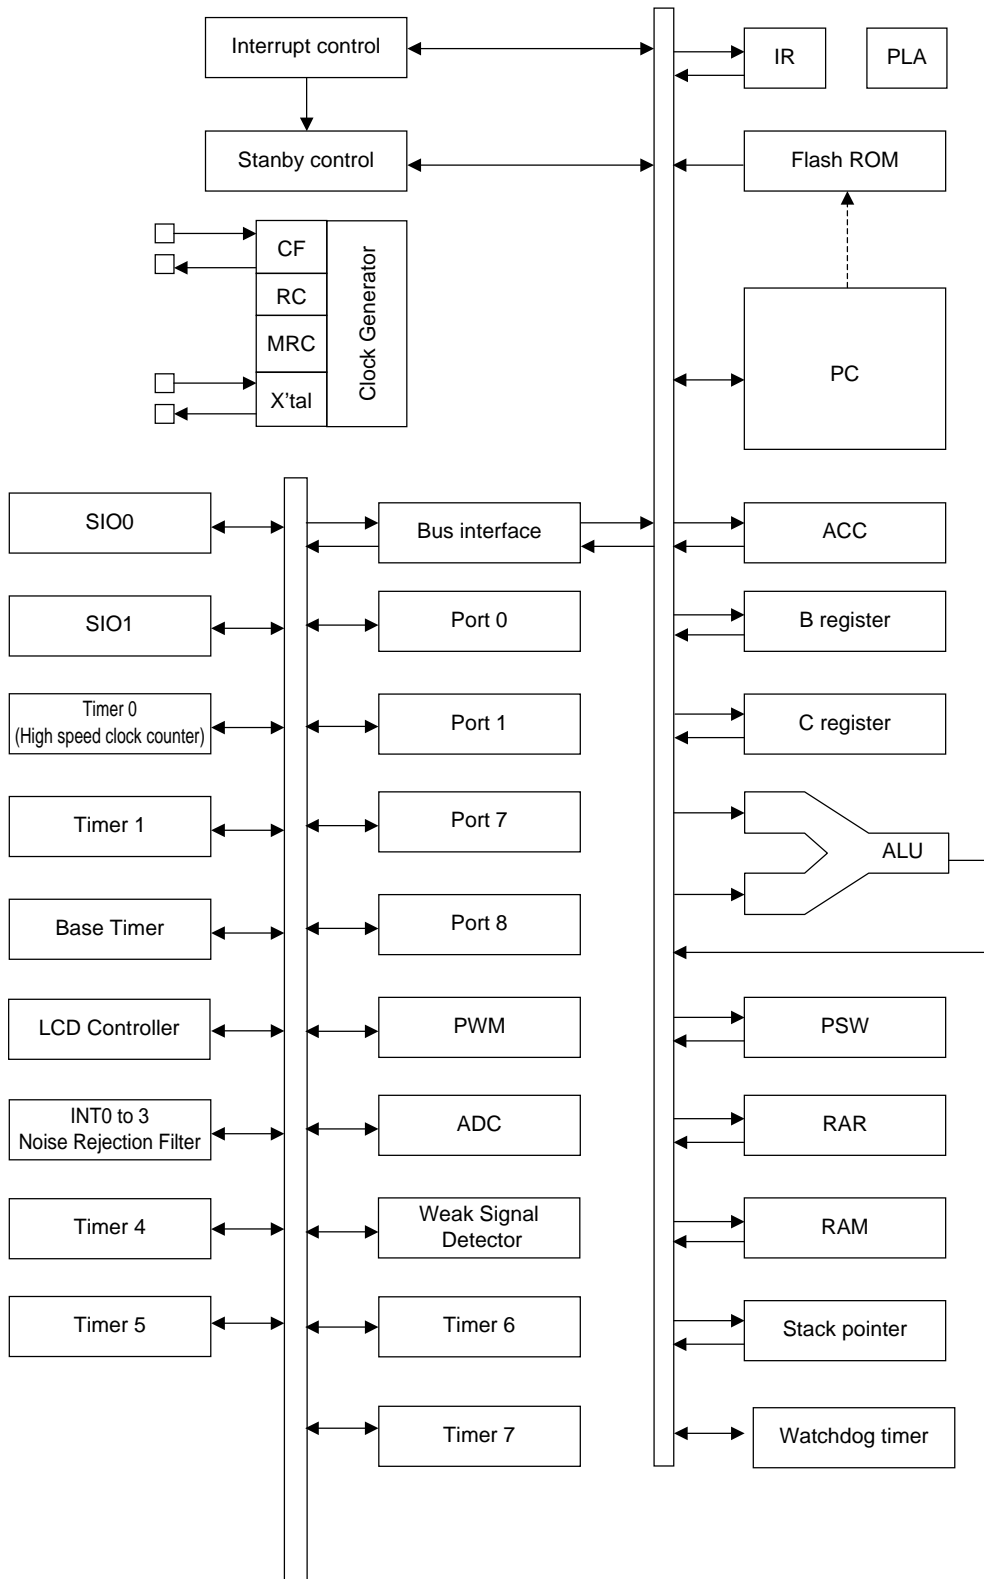 Interrupt control
IR
PLA
Stanby control
Flash ROM
CF
RC
MRC
X'tal
Clock Generator
PC
SIO0
Bus interface
ACC
SIO1
Port 0
B register
Timer 0
(High speed clock counter)
Port 1
C register
Timer 1
Port 7
ALU
Base Timer
Port 8
LCD Controller
PWM
PSW
INT0 to 3
Noise Rejection Filter
ADC
RAR
Timer 4
Weak Signal
Detector
RAM
Timer 5
Timer 6
Stack pointer
Timer 7
Watchdog timer